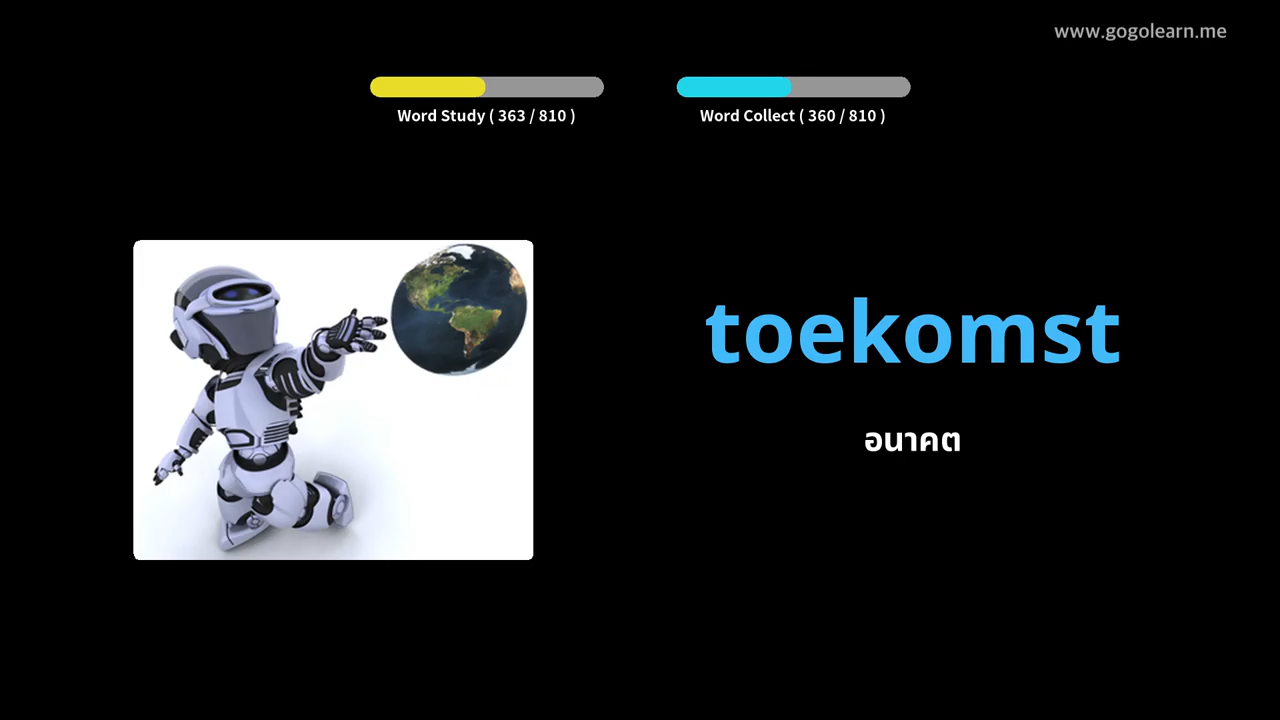 www.gogolearn.me
Word Study ( 363 / 810 )
Word Collect ( 360 / 810 )
toekomst
อนาคต